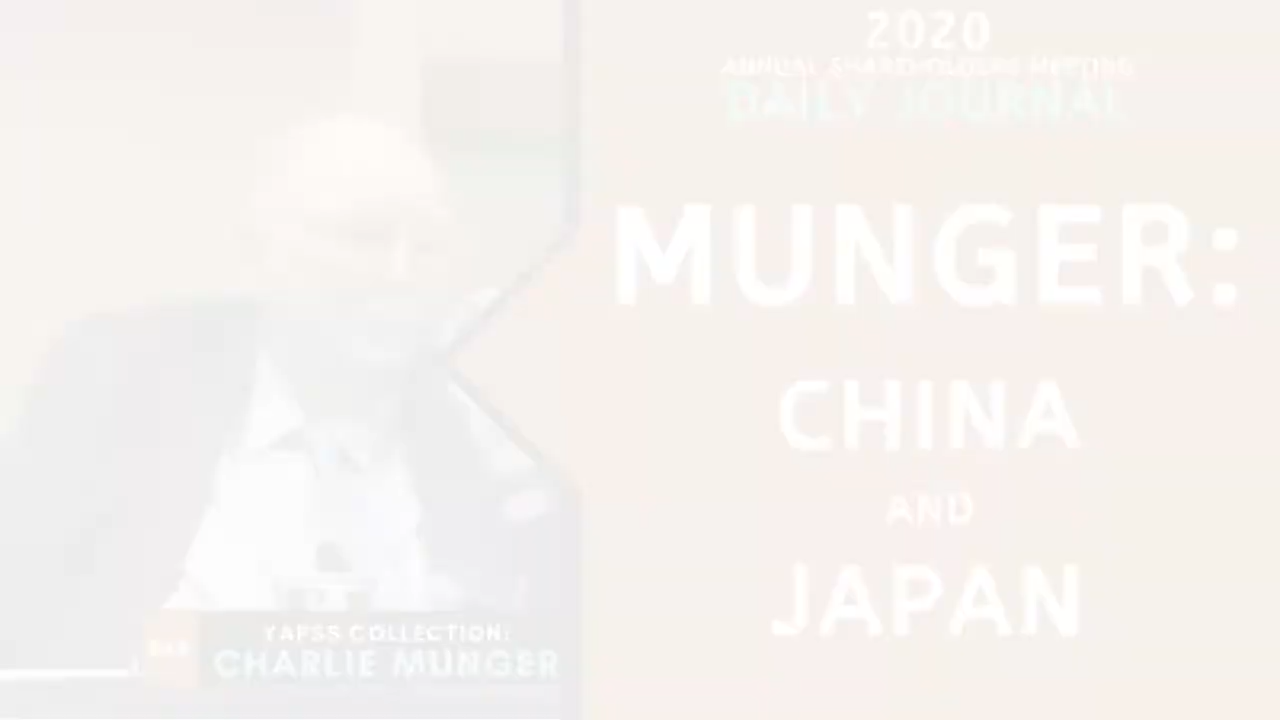 2020
ANNUAL SHAREHOLDERS MEETING
DAILY JOURNAL
MUNGER:
CHINA
AND
JAPAN
YAPSS COLLECTION:
CHARLIE MUNGER